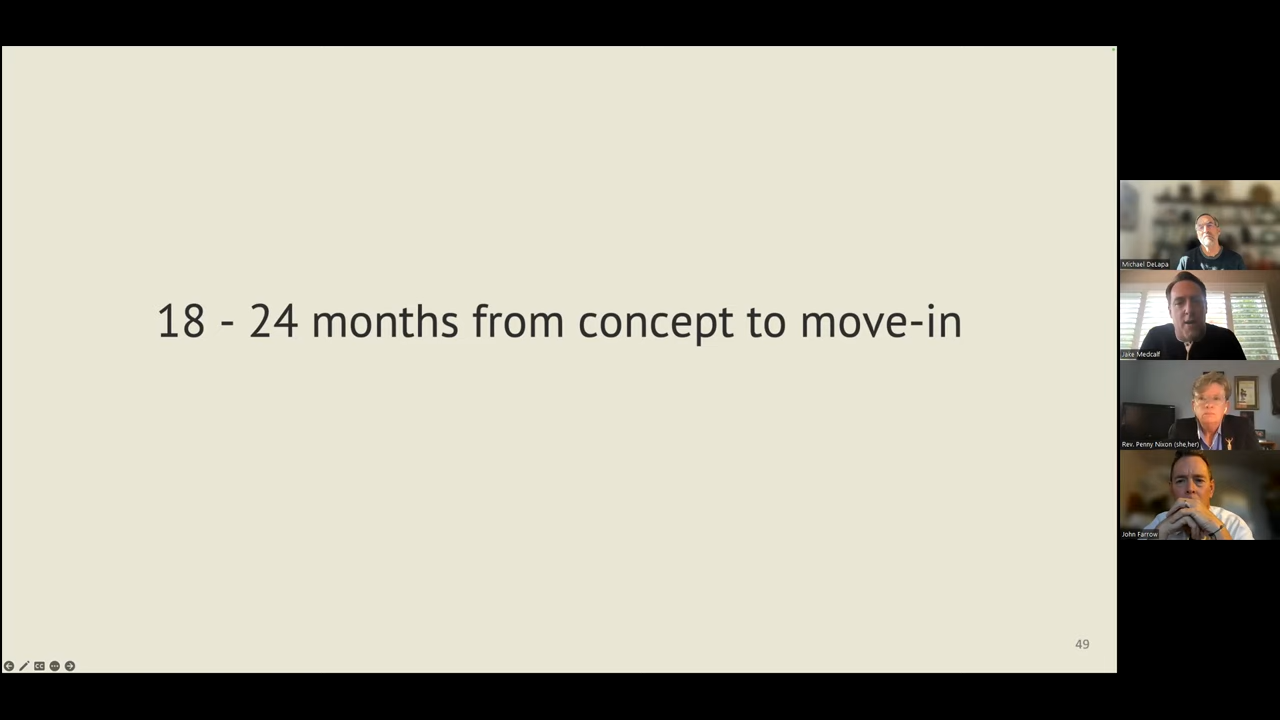 18 - 24 months from concept to move-in
49
Michael DeLapa
Jake Medcalf
Rev. Penny Nixon (she,her)
John Farrow